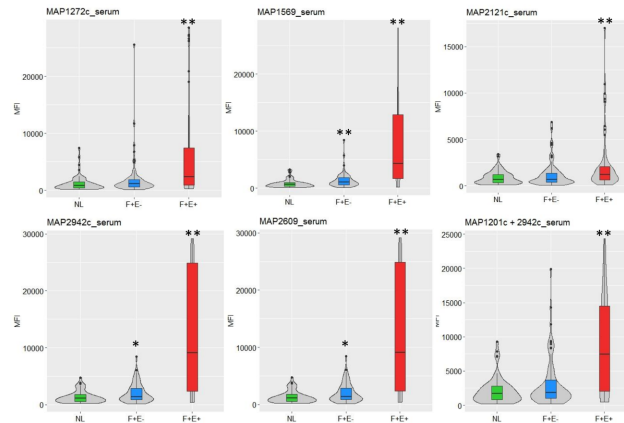 MAP1272c_serum
**
MFI
20000
10000
0
NL
F+E-
F+E+
MAP1569_serum
**
**
MFI
20000
10000
0
NL
F+E-
F+E+
MAP2121c_serum
**
MFI
15000
10000
5000
0
NL
F+E-
F+E+
MAP2942c_serum
**
*
MFI
30000
20000
10000
0
NL
F+E-
F+E+
MAP2609_serum
**
*
MFI
30000
20000
10000
0
NL
F+E-
F+E+
MAP1201c + 2942c_serum
**
MFI
25000
20000
15000
10000
5000
0
NL
F+E-
F+E+